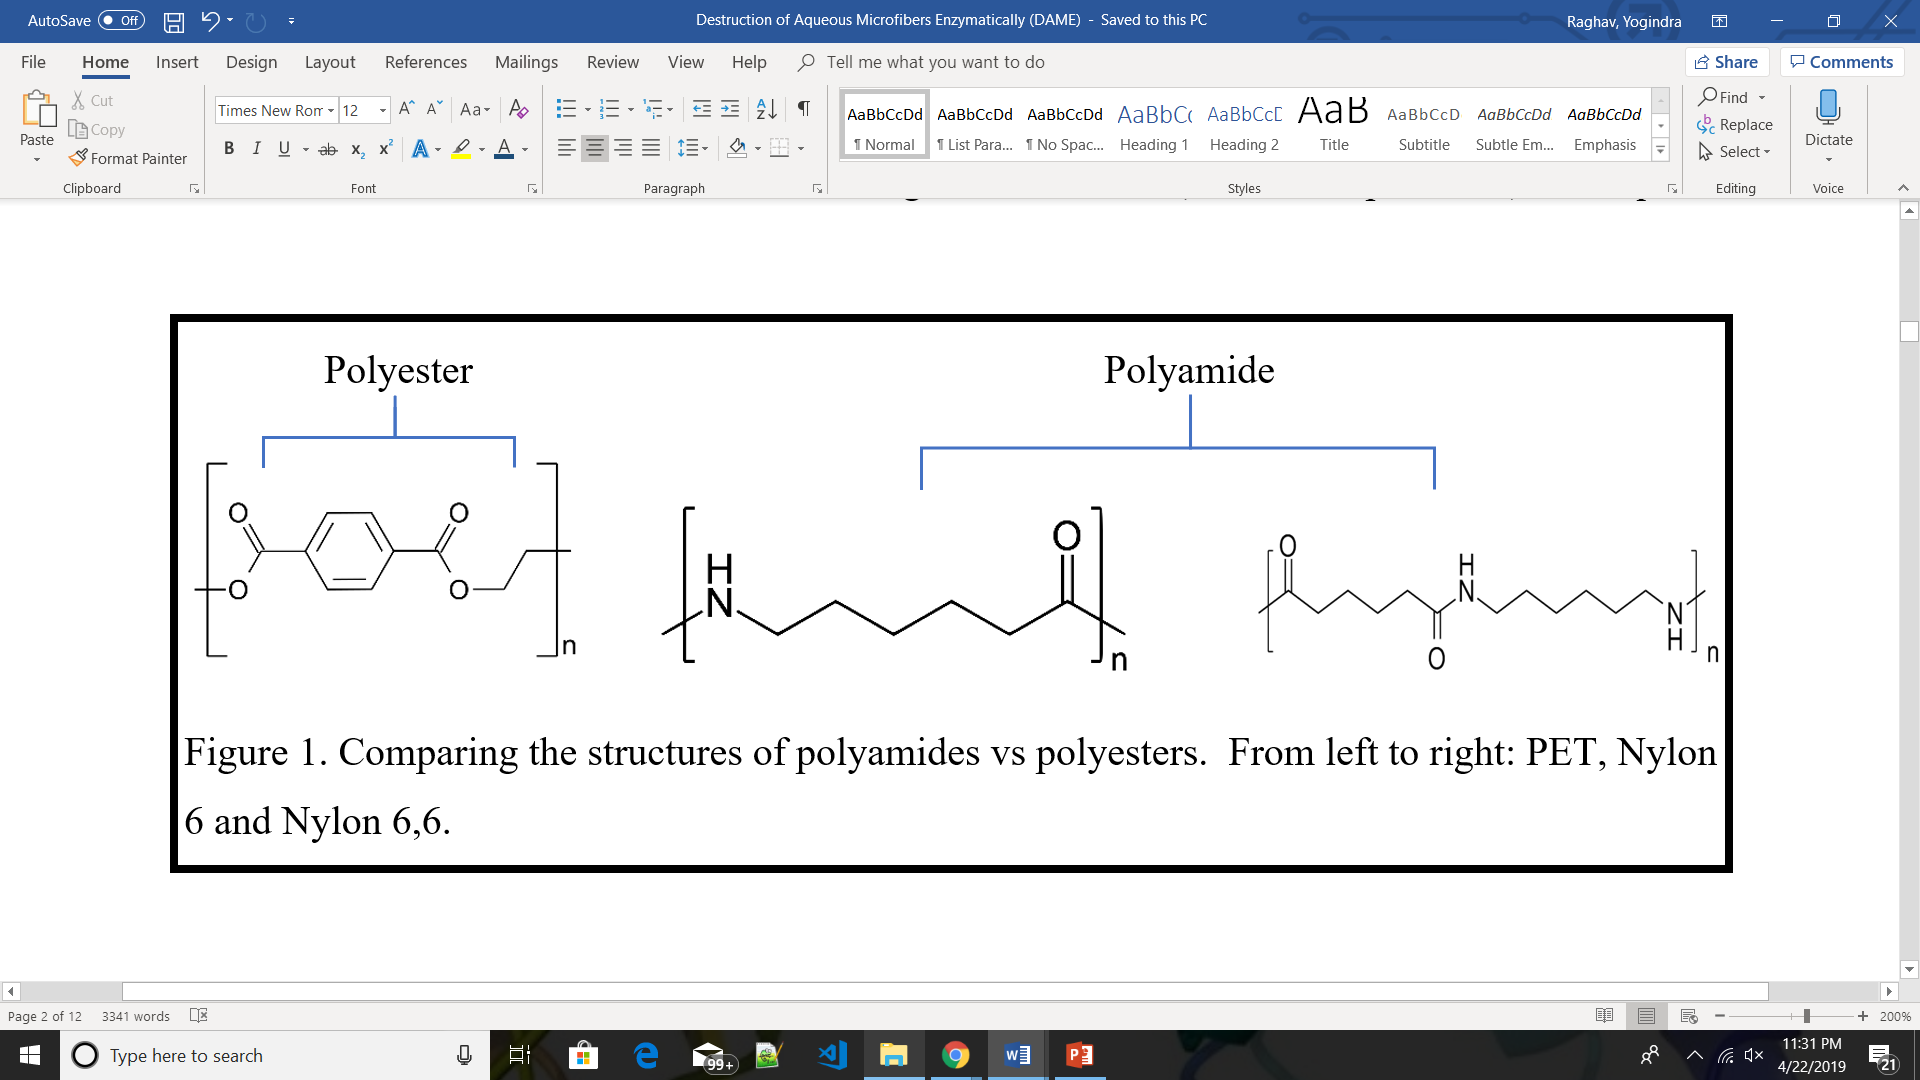 AutoSave Off
Destruction of Aqueous Microfibers Enzymatically (DAME) - Saved to this PC
Raghav, Yogindra
File Home Insert Design Layout References Mailings Review View Help Tell me what you want to do
Share Comments
Paste
Cut
Copy
Format Painter
Clipboard
Times New Ror 12
Font
Paragraph
AaBbCcDd AaBbCcDd AaBbCcDd AaBbC( AaBbCcE AaB AaBbCcD AaBbCcDd AaBbCcDd
¶ Normal ¶ List Para... ¶ No Spac... Heading 1 Heading 2 Title Subtitle Subtle Em... Emphasis
Styles
Find
Replace
Select
Editing
Dictate
Voice
Polyester Polyamide
O O O O n
H N O n
O O H N N H n
Figure 1. Comparing the structures of polyamides vs polyesters. From left to right: PET, Nylon
6 and Nylon 6,6.
Page 2 of 12 3341 words
200%
Type here to search
99+
11:31 PM
4/22/2019
21